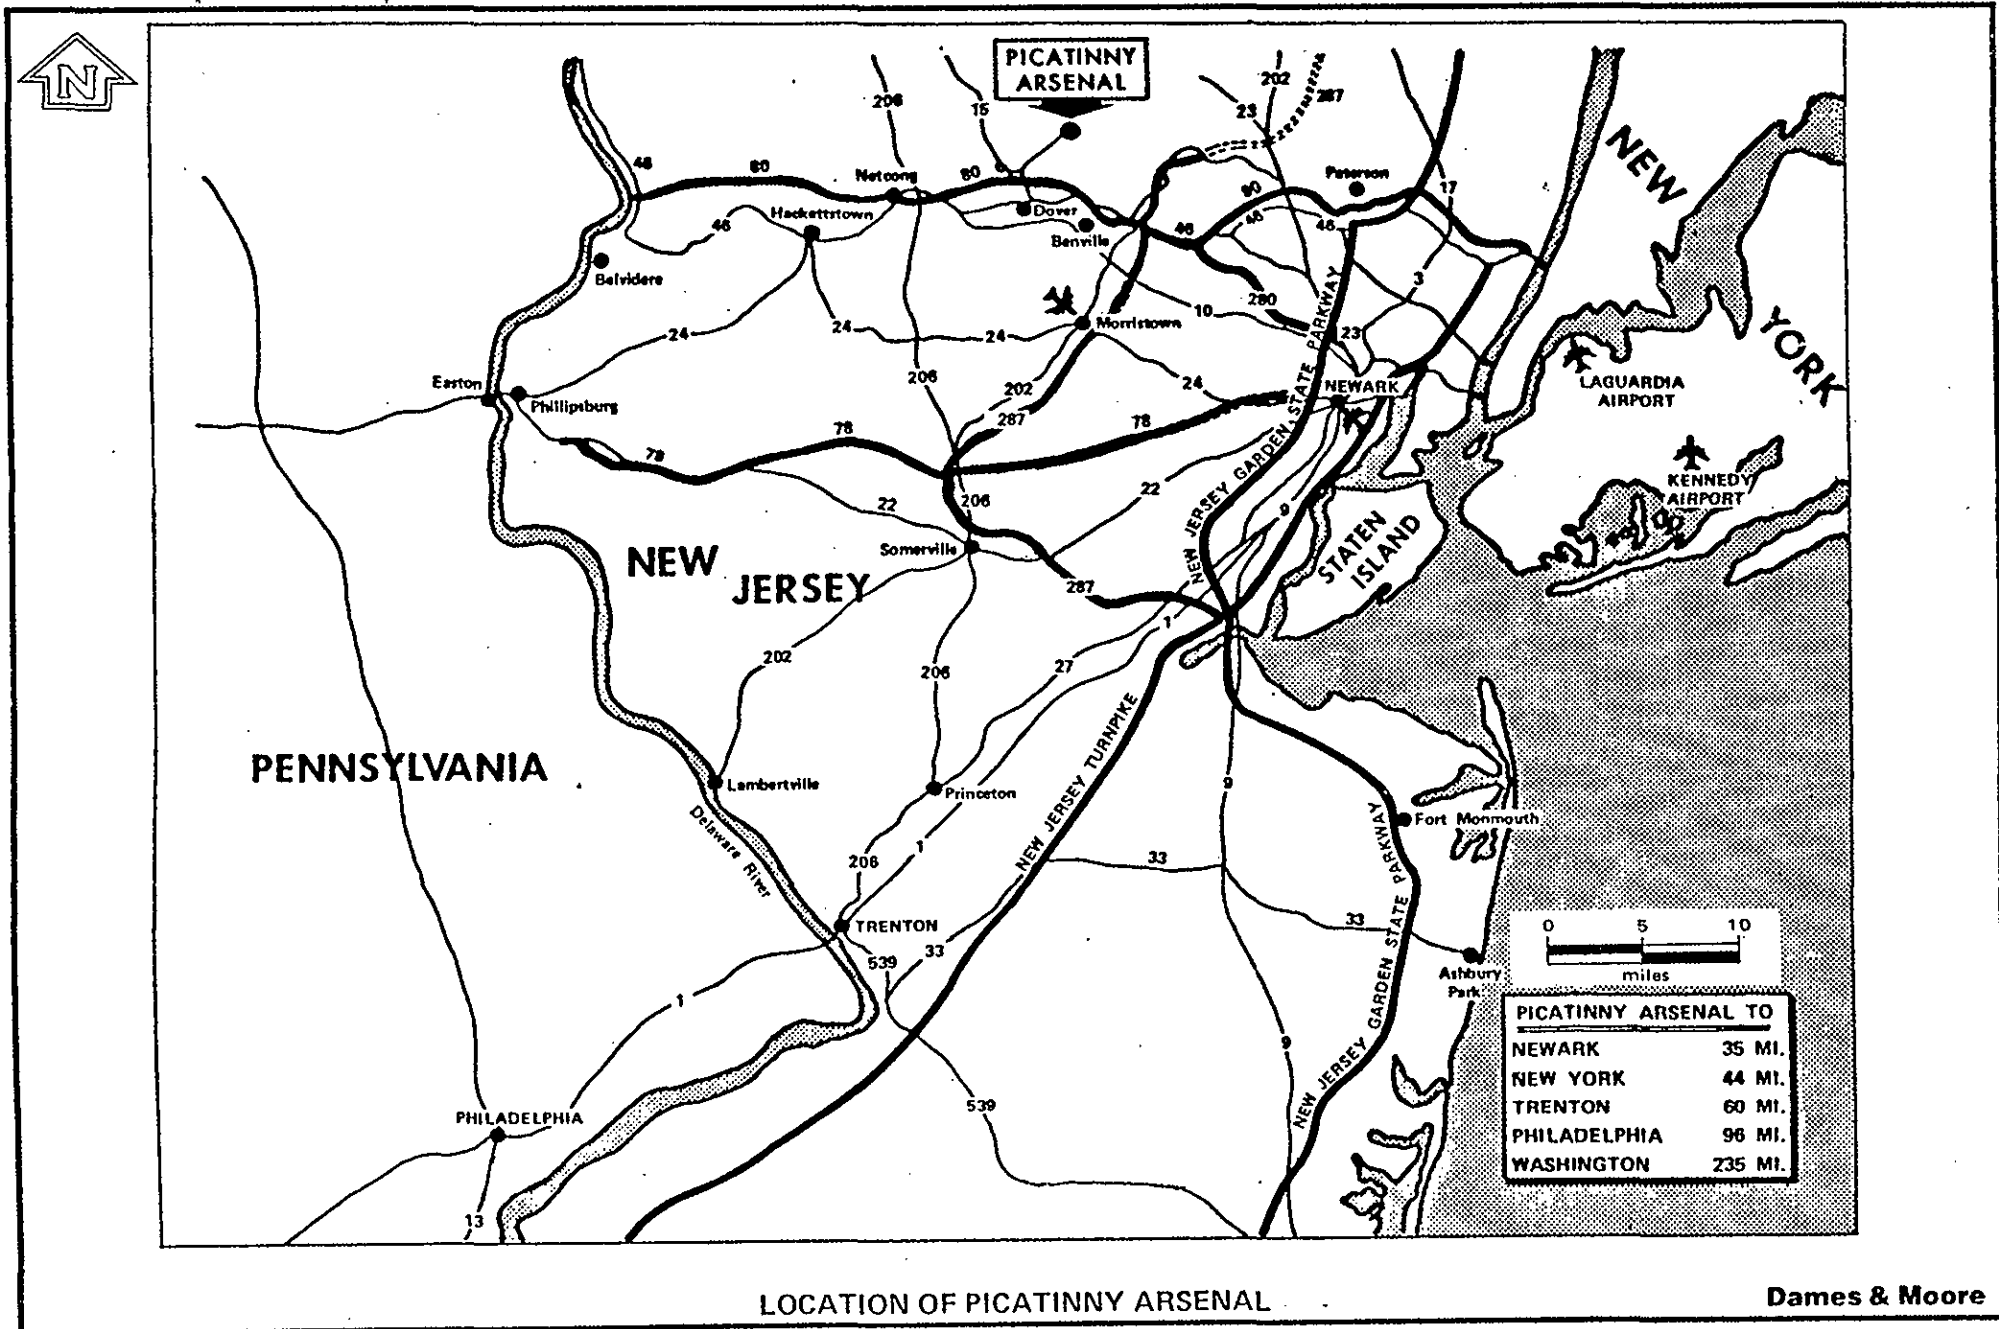 N
PICATINNY
ARSENAL
206
15
23
202
287
NEW
YORK
46
80
Netcong
80
Paterson
17
Hackettstown
46
Dover
Benville
46
80
46
46
Belvidere
3
280
10
24
24
24
Morristown
23
LAGUARDIA
AIRPORT
Easton
Phillipsburg
206
202
24
NEWARK
287
78
78
78
KENNEDY
AIRPORT
22
206
22
9
NEW JERSEY GARDEN STATE PARKWAY
Somerville
STATEN
ISLAND
NEW
JERSEY
287
202
206
27
1
PENNSYLVANIA
Lambertville
Princeton
NEW JERSEY TURNPIKE
9
Delaware River
Fort Monmouth
206
1
33
NEW JERSEY GARDEN STATE PARKWAY
TRENTON
33
33
539
Ashbury
Park
1
9
539
PHILADELPHIA
13
0 5 10
miles
PICATINNY ARSENAL TO
NEWARK 35 MI.
NEW YORK 44 MI.
TRENTON 60 MI.
PHILADELPHIA 96 MI.
WASHINGTON 235 MI.
LOCATION OF PICATINNY ARSENAL
Dames & Moore